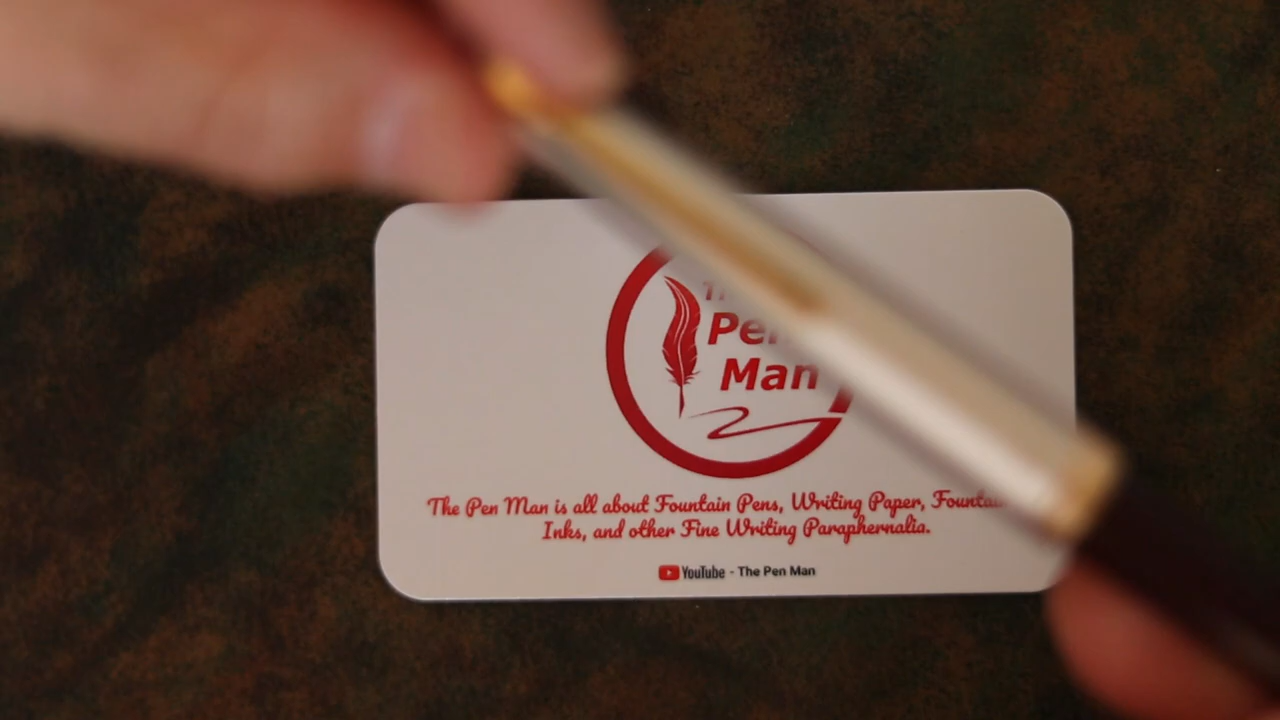 Pen
Man
The Pen Man is all about Fountain Pens, Writing Paper, Fountain
Inks, and other Fine Writing Paraphernalia.
YouTube - The Pen Man